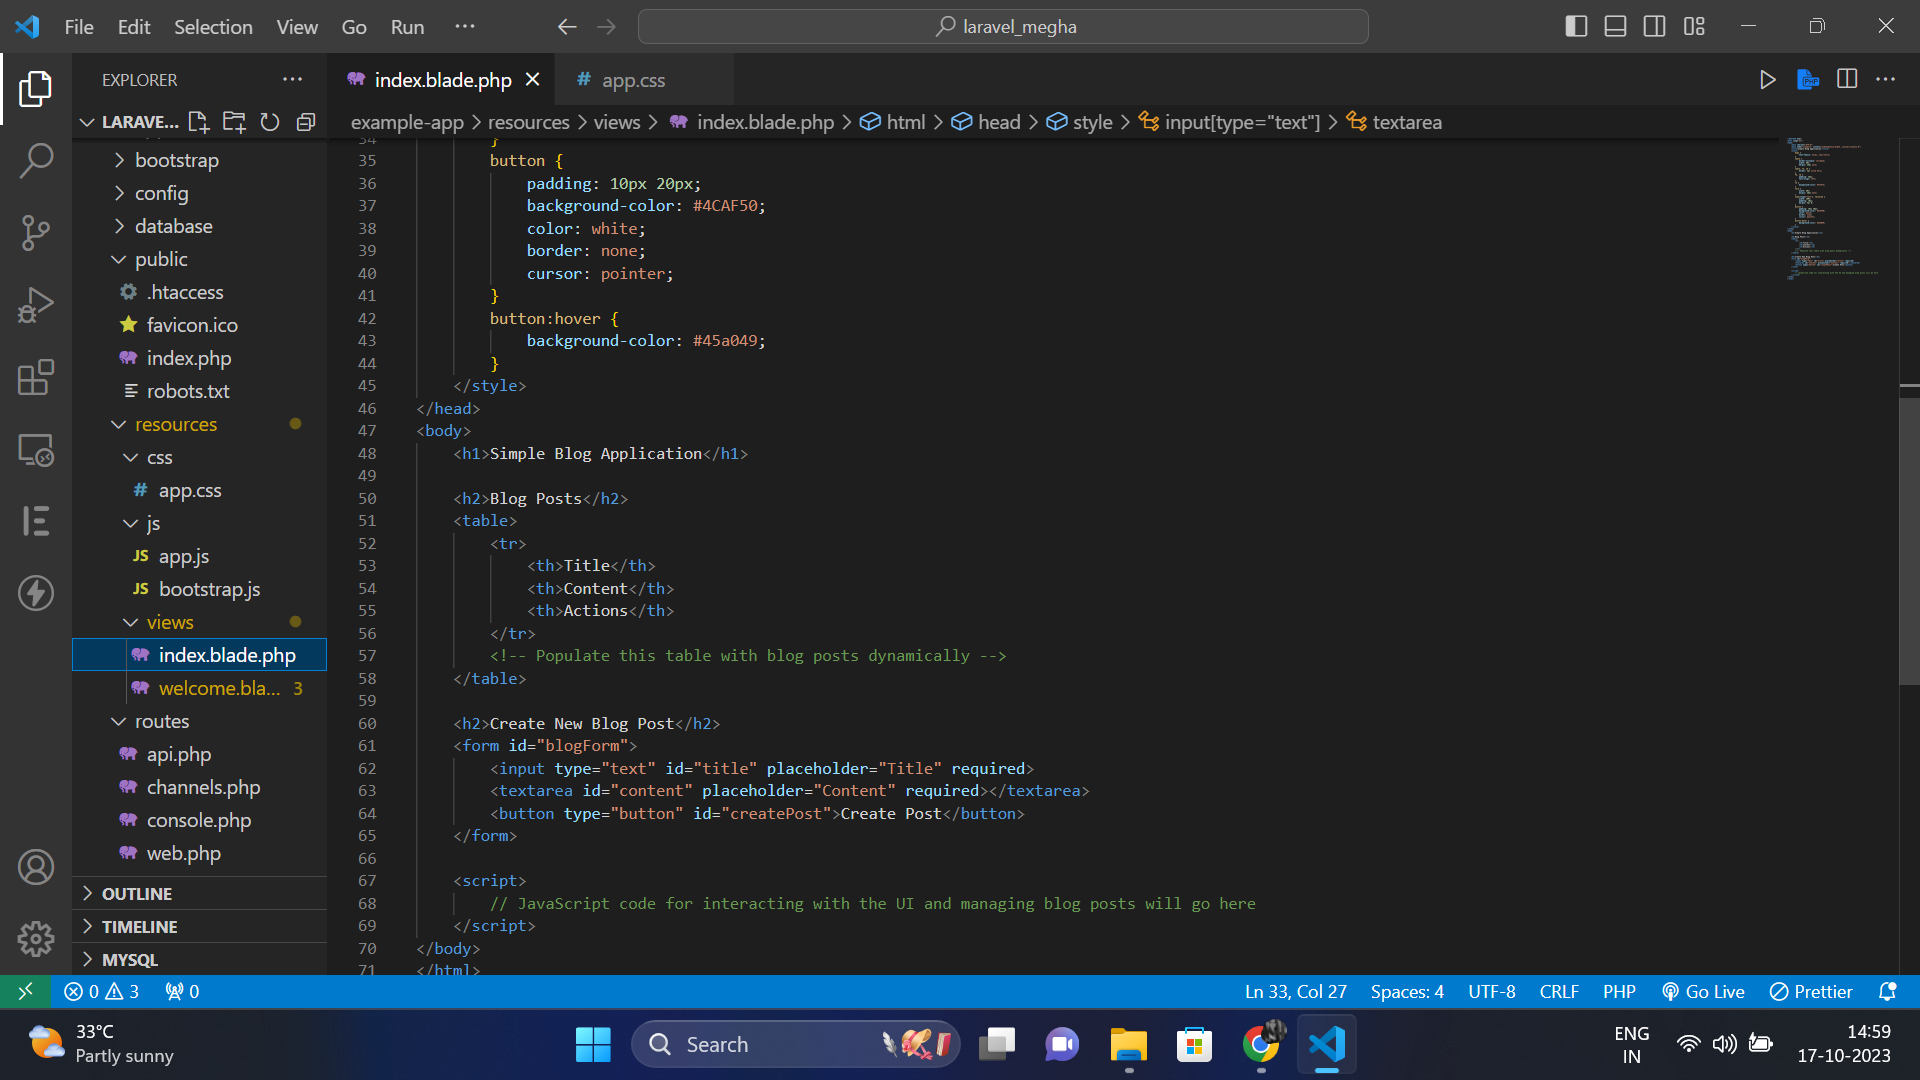 File Edit Selection View Go Run ···
laravel_megha
EXPLORER
LARAVE...
bootstrap
config
database
public
.htaccess
favicon.ico
index.php
robots.txt
resources
css
# app.css
js
JS app.js
JS bootstrap.js
views
index.blade.php
welcome.bla... 3
routes
api.php
channels.php
console.php
web.php
OUTLINE
TIMELINE
MYSQL
index.blade.php
# app.css
PHP
example-app > resources > views > index.blade.php > html > head > style > input[type="text"] > textarea
34 }
35 button {
36 padding: 10px 20px;
37 background-color: #4CAF50;
38 color: white;
39 border: none;
40 cursor: pointer;
41 }
42 button:hover {
43 background-color: #45a049;
44 }
45 </style>
46 </head>
47 <body>
48 <h1>Simple Blog Application</h1>
49
50 <h2>Blog Posts</h2>
51 <table>
52 <tr>
53 <th>Title</th>
54 <th>Content</th>
55 <th>Actions</th>
56 </tr>
57 <!-- Populate this table with blog posts dynamically -->
58 </table>
59
60 <h2>Create New Blog Post</h2>
61 <form id="blogForm">
62 <input type="text" id="title" placeholder="Title" required>
63 <textarea id="content" placeholder="Content" required></textarea>
64 <button type="button" id="createPost">Create Post</button>
65 </form>
66
67 <script>
68 // JavaScript code for interacting with the UI and managing blog posts will go here
69 </script>
70 </body>
71 </html>
0 3 0
Ln 33, Col 27 Spaces: 4 UTF-8 CRLF PHP Go Live Prettier
33°C
Partly sunny
Search
ENG
IN
14:59
17-10-2023